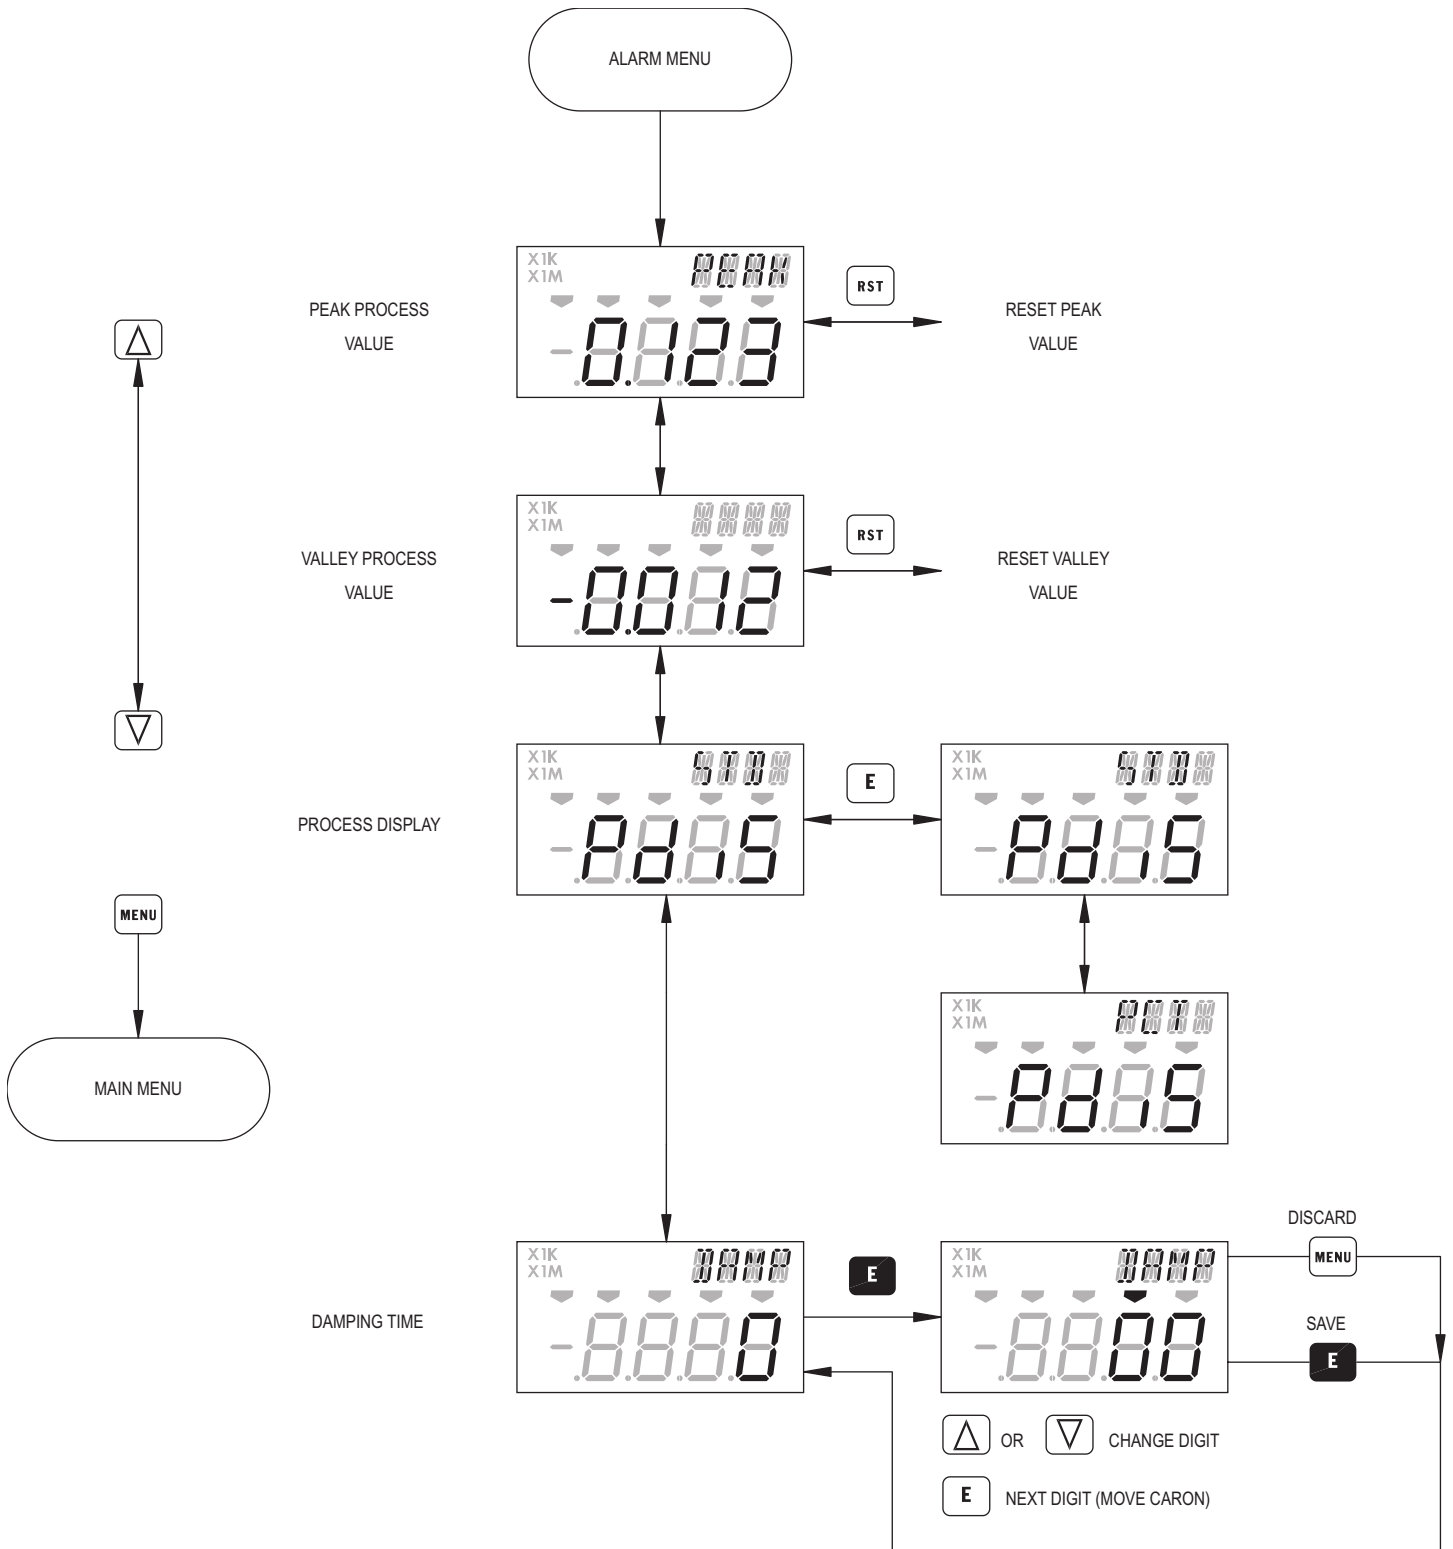 ALARM MENU
X1K
X1M
PEAK
0.123
PEAK PROCESS
VALUE
RST
RESET PEAK
VALUE
X1K
X1M
-0.012
VALLEY PROCESS
VALUE
RST
RESET VALLEY
VALUE
X1K
X1M
STD
PdiS
PROCESS DISPLAY
E
X1K
X1M
STD
PdiS
MENU
MAIN MENU
X1K
X1M
PCT
PdiS
X1K
X1M
DAMP
0
DAMPING TIME
E
X1K
X1M
DAMP
00
DISCARD
MENU
SAVE
E
OR
CHANGE DIGIT
E
NEXT DIGIT (MOVE CARON)